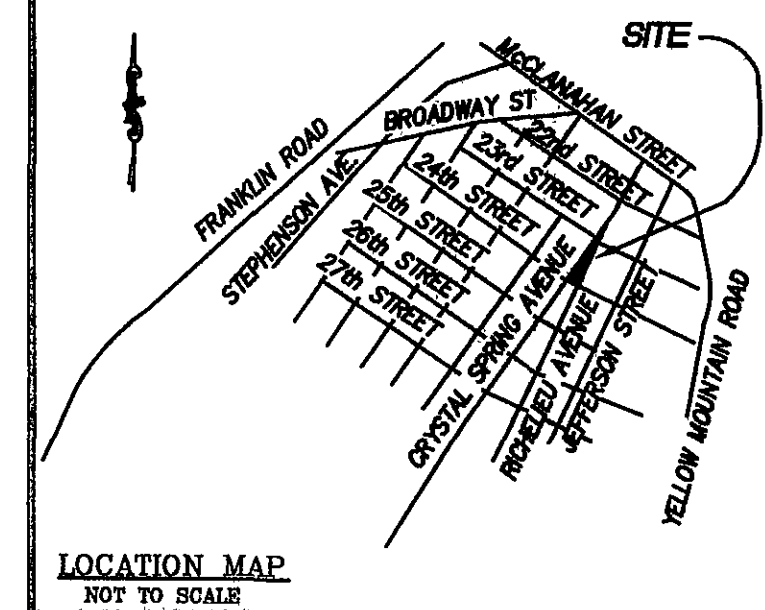 SITE
McCLANAHAN STREET
BROADWAY ST
22nd STREET
23rd STREET
24th STREET
25th STREET
26th STREET
27th STREET
FRANKLIN ROAD
STEPHENSON AVE.
CRYSTAL SPRING AVENUE
RICHELIEU AVENUE
JEFFERSON STREET
YELLOW MOUNTAIN ROAD
LOCATION MAP
NOT TO SCALE